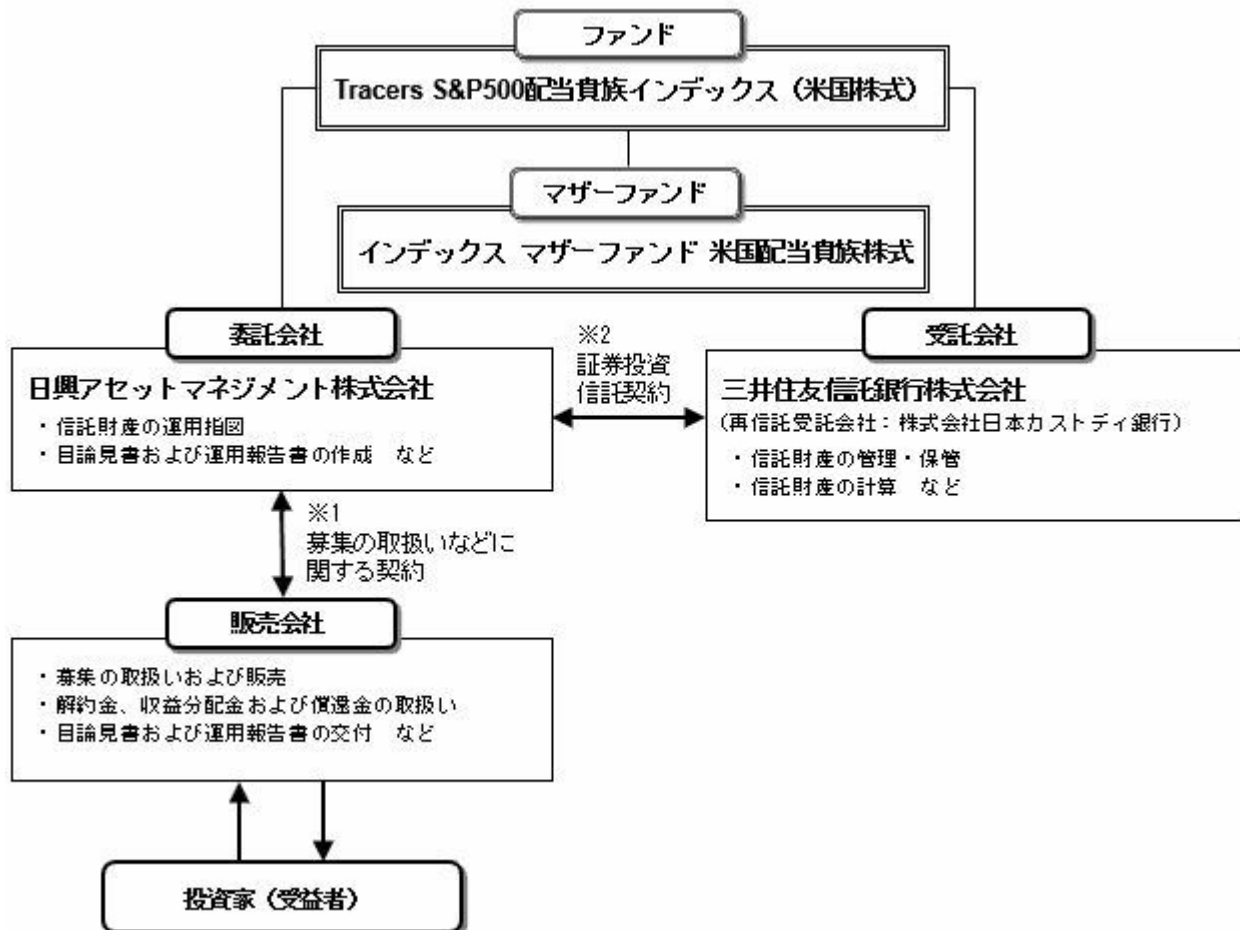 ファンド
Tracers S&P500配当貴族インデックス（米国株式）
マザーファンド
インデックス マザーファンド 米国配当貴族株式
委託会社
日興アセットマネジメント株式会社
・信託財産の運用指図
・目論見書および運用報告書の作成　など
※2
証券投資
信託契約
受託会社
三井住友信託銀行株式会社
（再信託受託会社：株式会社日本カストディ銀行）
・信託財産の管理・保管
・信託財産の計算　など
※1
募集の取扱いなどに
関する契約
販売会社
・募集の取扱いおよび販売
・解約金、収益分配金および償還金の取扱い
・目論見書および運用報告書の交付　など
投資家（受益者）